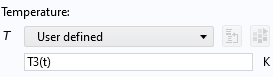 Temperature:
T User defined
T3(t) K